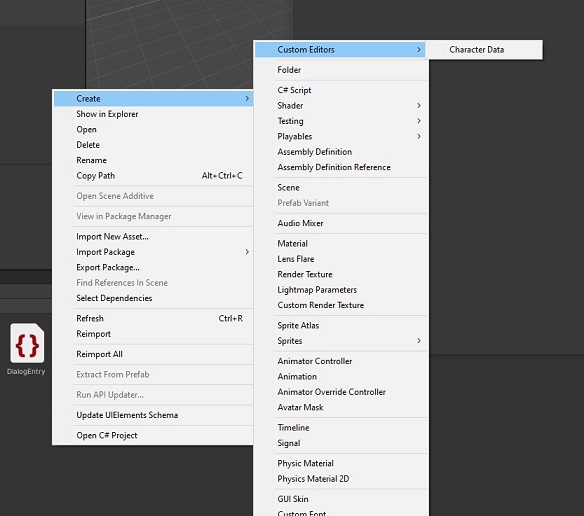 Create
Show in Explorer
Open
Delete
Rename
Copy Path Alt+Ctrl+C
Open Scene Additive
View in Package Manager
Import New Asset...
Import Package
Export Package...
Find References In Scene
Select Dependencies
Refresh Ctrl+R
Reimport
Reimport All
Extract From Prefab
Run API Updater...
Update UIElements Schema
Open C# Project
Custom Editors
Folder
C# Script
Shader
Testing
Playables
Assembly Definition
Assembly Definition Reference
Scene
Prefab Variant
Audio Mixer
Material
Lens Flare
Render Texture
Lightmap Parameters
Custom Render Texture
Sprite Atlas
Sprites
Animator Controller
Animation
Animator Override Controller
Avatar Mask
Timeline
Signal
Physic Material
Physics Material 2D
GUI Skin
Custom Font
Character Data
{ }
DialogEntry